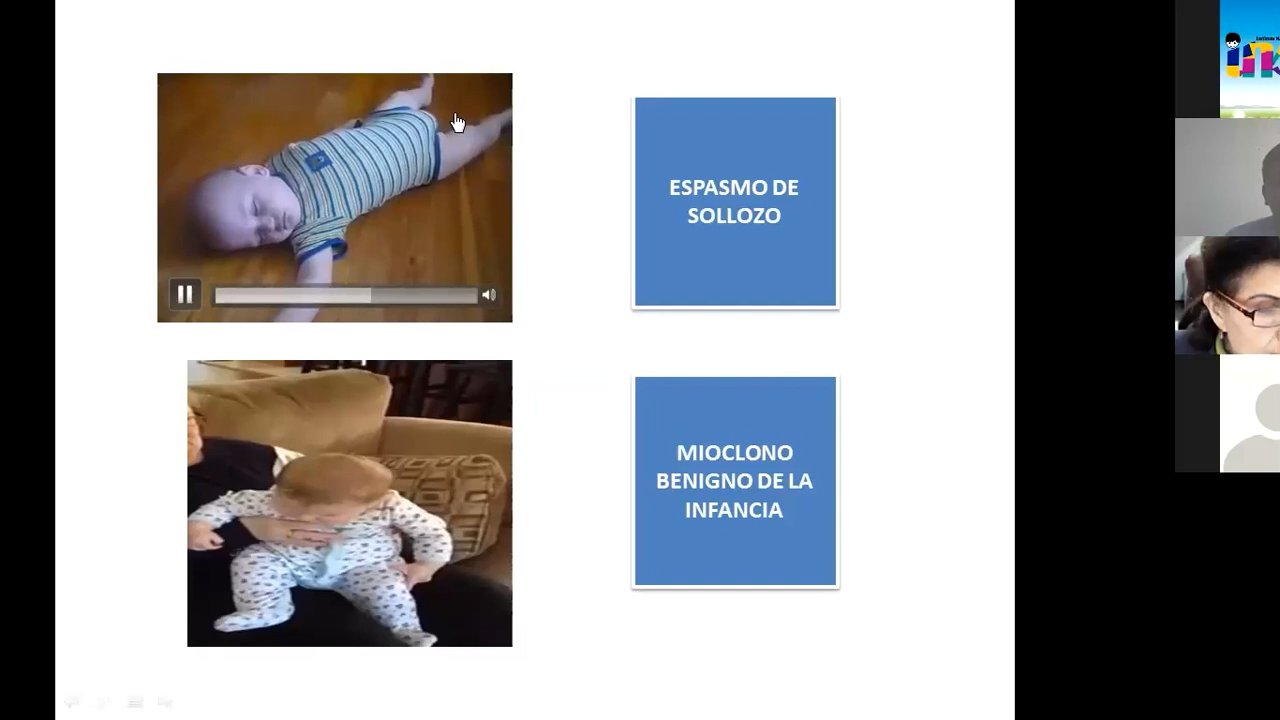 ESPASMO DE
SOLLOZO
MIOCLONO
BENIGNO DE LA
INFANCIA